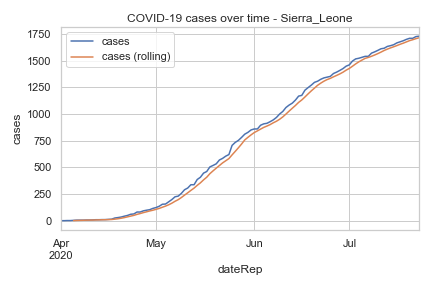 COVID-19 cases over time - Sierra_Leone
cases
cases (rolling)
1750
1500
1250
1000
750
500
250
0
cases
Apr
2020
May
Jun
Jul
dateRep